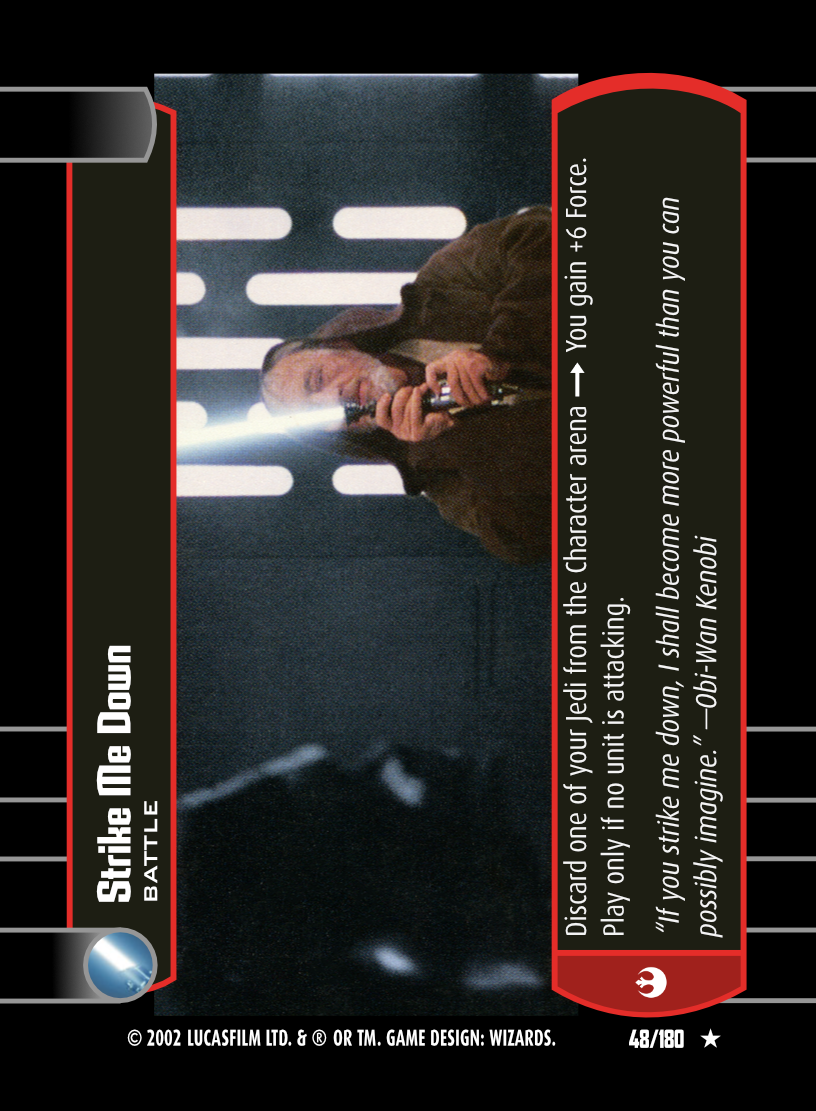 Strike Me Down
BATTLE
Discard one of your Jedi from the Character arena → You gain +6 Force.
Play only if no unit is attacking.
“If you strike me down, I shall become more powerful than you can
possibly imagine.” —Obi-Wan Kenobi
© 2002 LUCASFILM LTD. & ® OR TM. GAME DESIGN: WIZARDS.
48/180 ★